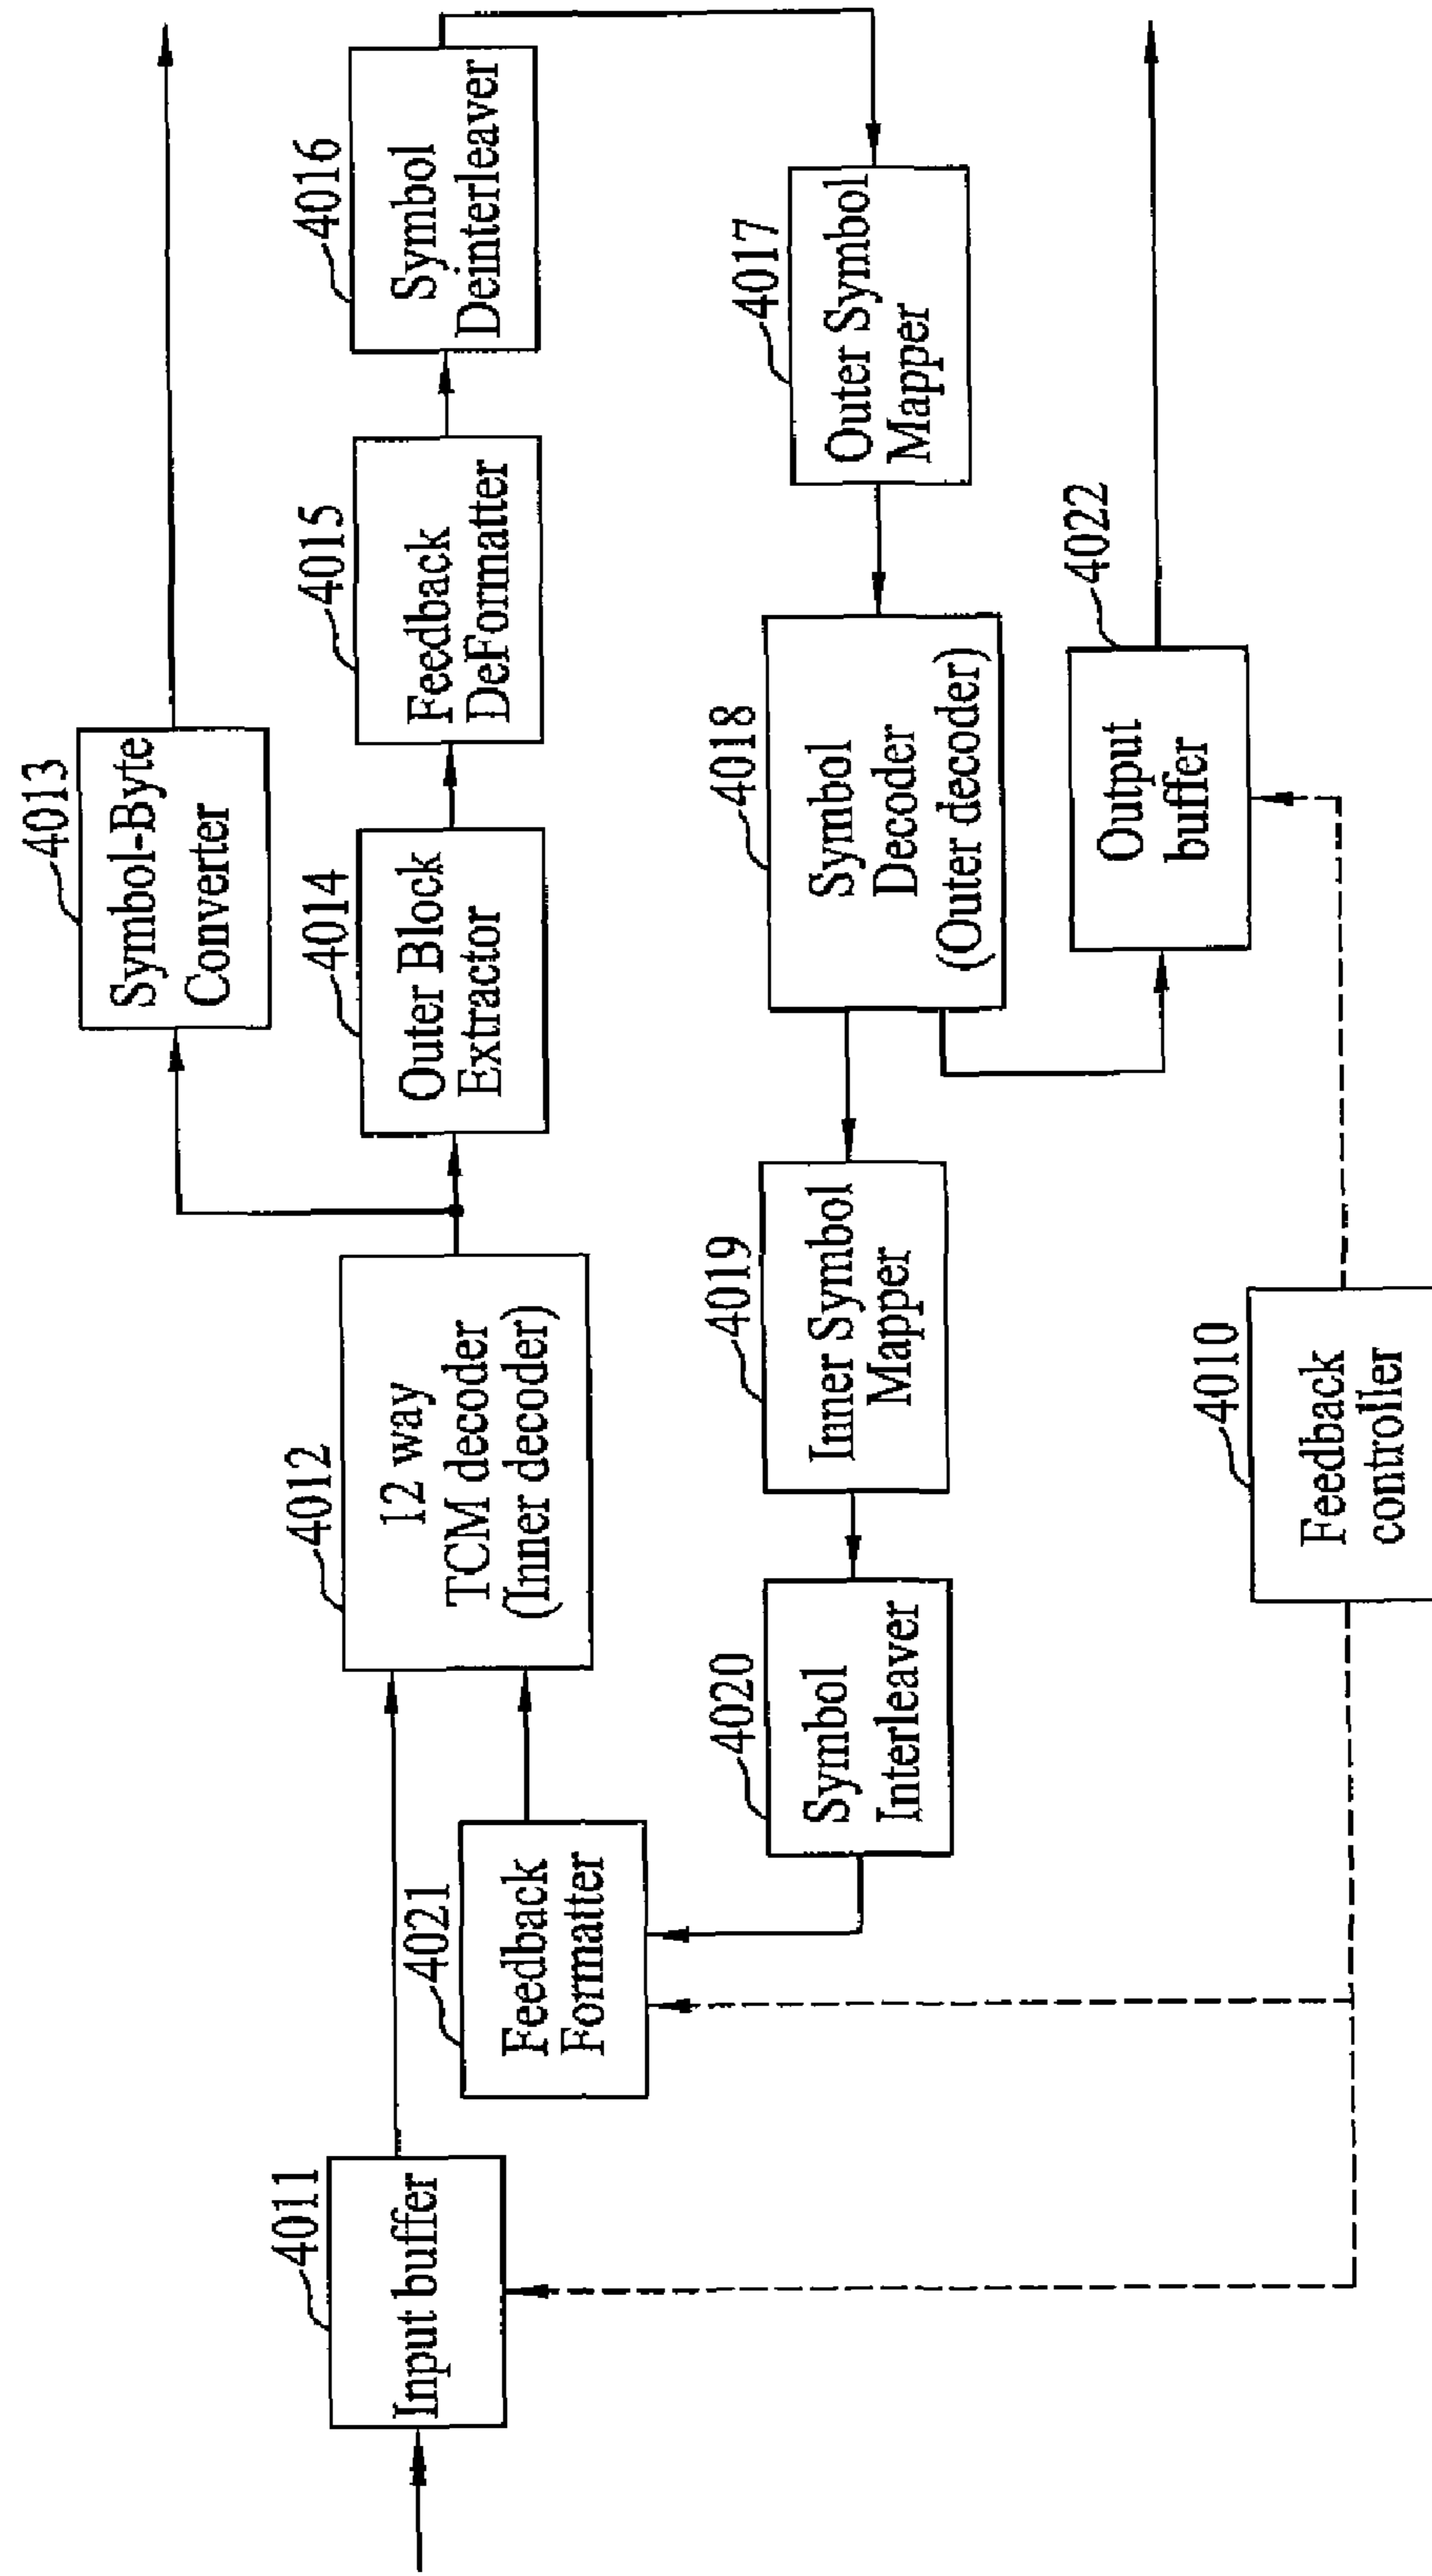 4013
Symbol-Byte
Converter
4011
Input buffer
4012
12 way
TCM decoder
(Inner decoder)
4014
Outer Block
Extractor
4015
Feedback
DeFormatter
4016
Symbol
Deinterleaver
4021
Feedback
Formatter
4020
Symbol
Interleaver
4019
Inner Symbol
Mapper
4018
Symbol
Decoder
(Outer decoder)
4017
Outer Symbol
Mapper
4022
Output
buffer
4010
Feedback
controller